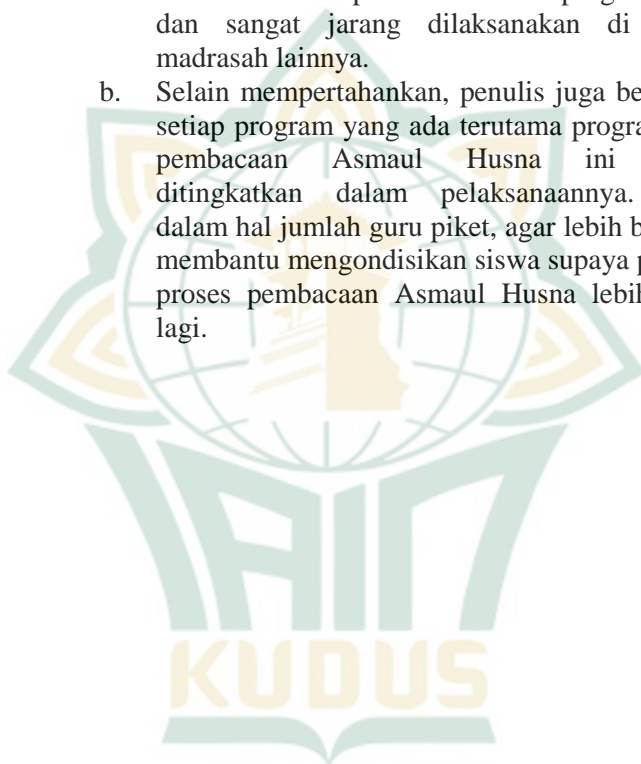 dan sangat jarang dilaksanakan di
madrasah lainnya.
b. Selain mempertahankan, penulis juga be
setiap program yang ada terutama progra
pembacaan Asmaul Husna ini
ditingkatkan dalam pelaksanaannya.
dalam hal jumlah guru piket, agar lebih b
membantu mengondisikan siswa supaya p
proses pembacaan Asmaul Husna lebih
lagi.
IAIN
KUDUS